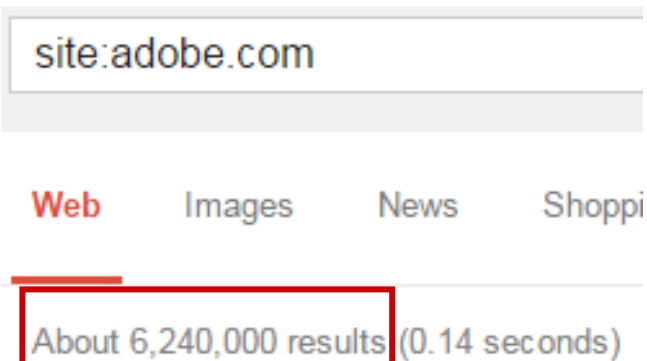 site:adobe.com
Web Images News Shoppi
About 6,240,000 results (0.14 seconds)